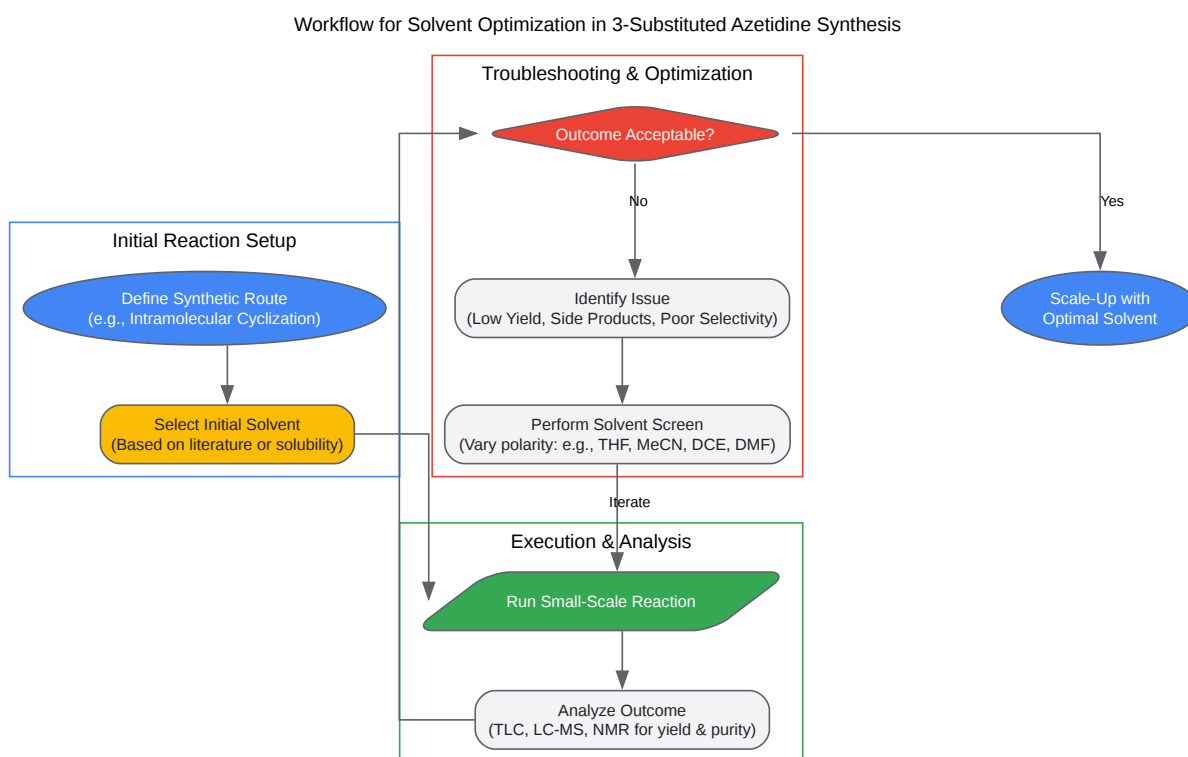 Workflow for Solvent Optimization in 3-Substituted Azetidine Synthesis
Troubleshooting & Optimization
Outcome Acceptable?
No
Yes
Initial Reaction Setup
Define Synthetic Route
(e.g., Intramolecular Cyclization)
Identify Issue
(Low Yield, Side Products, Poor Selectivity)
Scale-Up with
Optimal Solvent
Select Initial Solvent
(Based on literature or solubility)
Perform Solvent Screen
(Vary polarity: e.g., THF, MeCN, DCE, DMF)
Iterate
Execution & Analysis
Run Small-Scale Reaction
Analyze Outcome
(TLC, LC-MS, NMR for yield & purity)